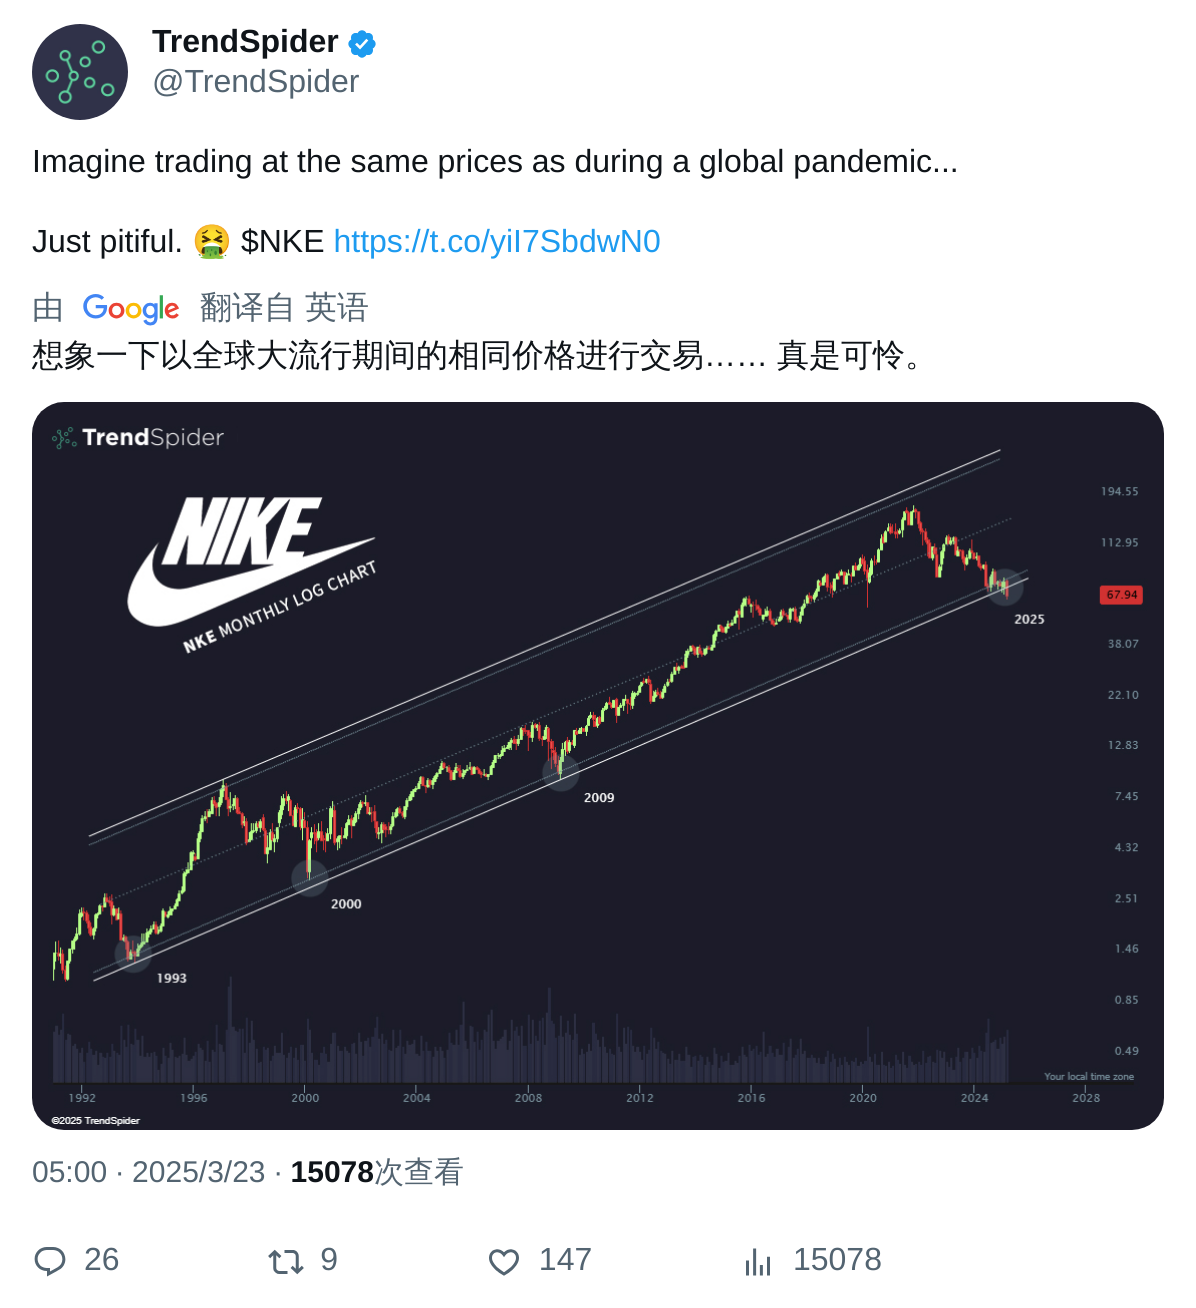 TrendSpider
@TrendSpider
Imagine trading at the same prices as during a global pandemic...
Just pitiful. 🤮 $NKE https://t.co/yiI7SbdwN0
由 Google 翻译自 英语
想象一下以全球大流行期间的相同价格进行交易…… 真是可怜。
TrendSpider
NIKE
NKE MONTHLY LOG CHART
194.55
112.95
67.94
2025
38.07
22.10
12.83
2009
7.45
4.32
2.51
2000
1.46
1993
0.85
0.49
Your local time zone
1992 1996 2000 2004 2008 2012 2016 2020 2024 2028
©2025 TrendSpider
05:00 · 2025/3/23 · 15078次查看
26 9 147 15078